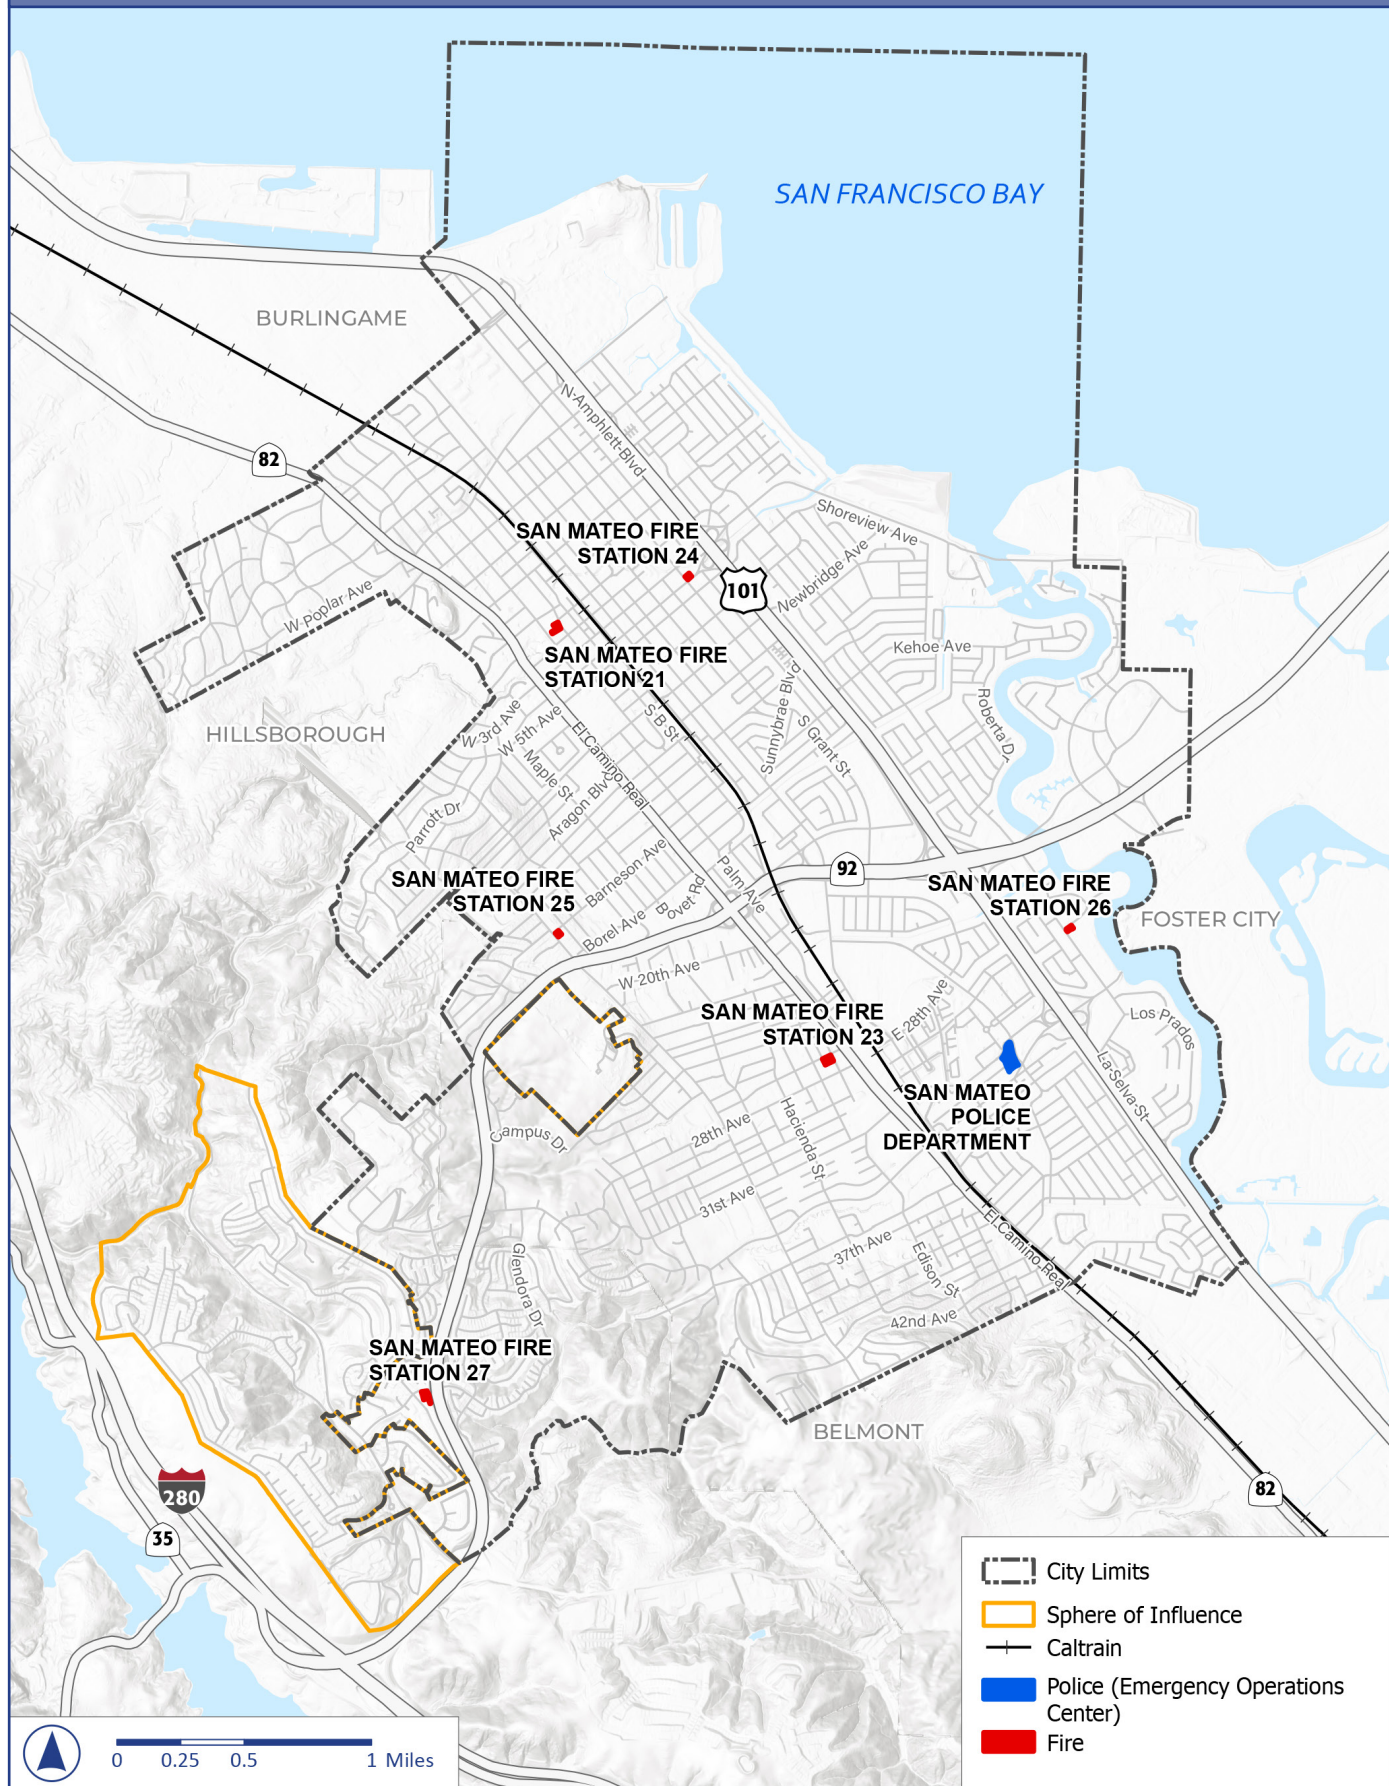 SAN FRANCISCO BAY
BURLINGAME
N Amphlett Blvd
82
SAN MATEO FIRE
STATION 24
Shoreview Ave
101
Newbridge Ave
W Poplar Ave
SAN MATEO FIRE
STATION 21
Kehoe Ave
HILLSBOROUGH
W 3rd Ave
W 5th Ave
S B St
El Camino Real
Sunnybrae Blvd
S Grant St
Roberta Dr
Maple St
Aragon Blvd
Parrott Dr
Barneson Ave
Palm Ave
92
SAN MATEO FIRE
STATION 25
SAN MATEO FIRE
STATION 26
Bovet Rd
Borel Ave
FOSTER CITY
W 20th Ave
SAN MATEO FIRE
STATION 23
E 28th Ave
Los Prados
La Selva St
SAN MATEO
POLICE
DEPARTMENT
Campus Dr
28th Ave
Hacienda St
31st Ave
El Camino Real
37th Ave
Edison St
Glendora Dr
42nd Ave
SAN MATEO FIRE
STATION 27
BELMONT
280
82
35
City Limits
Sphere of Influence
Caltrain
Police (Emergency Operations
Center)
Fire
0 0.25 0.5 1 Miles